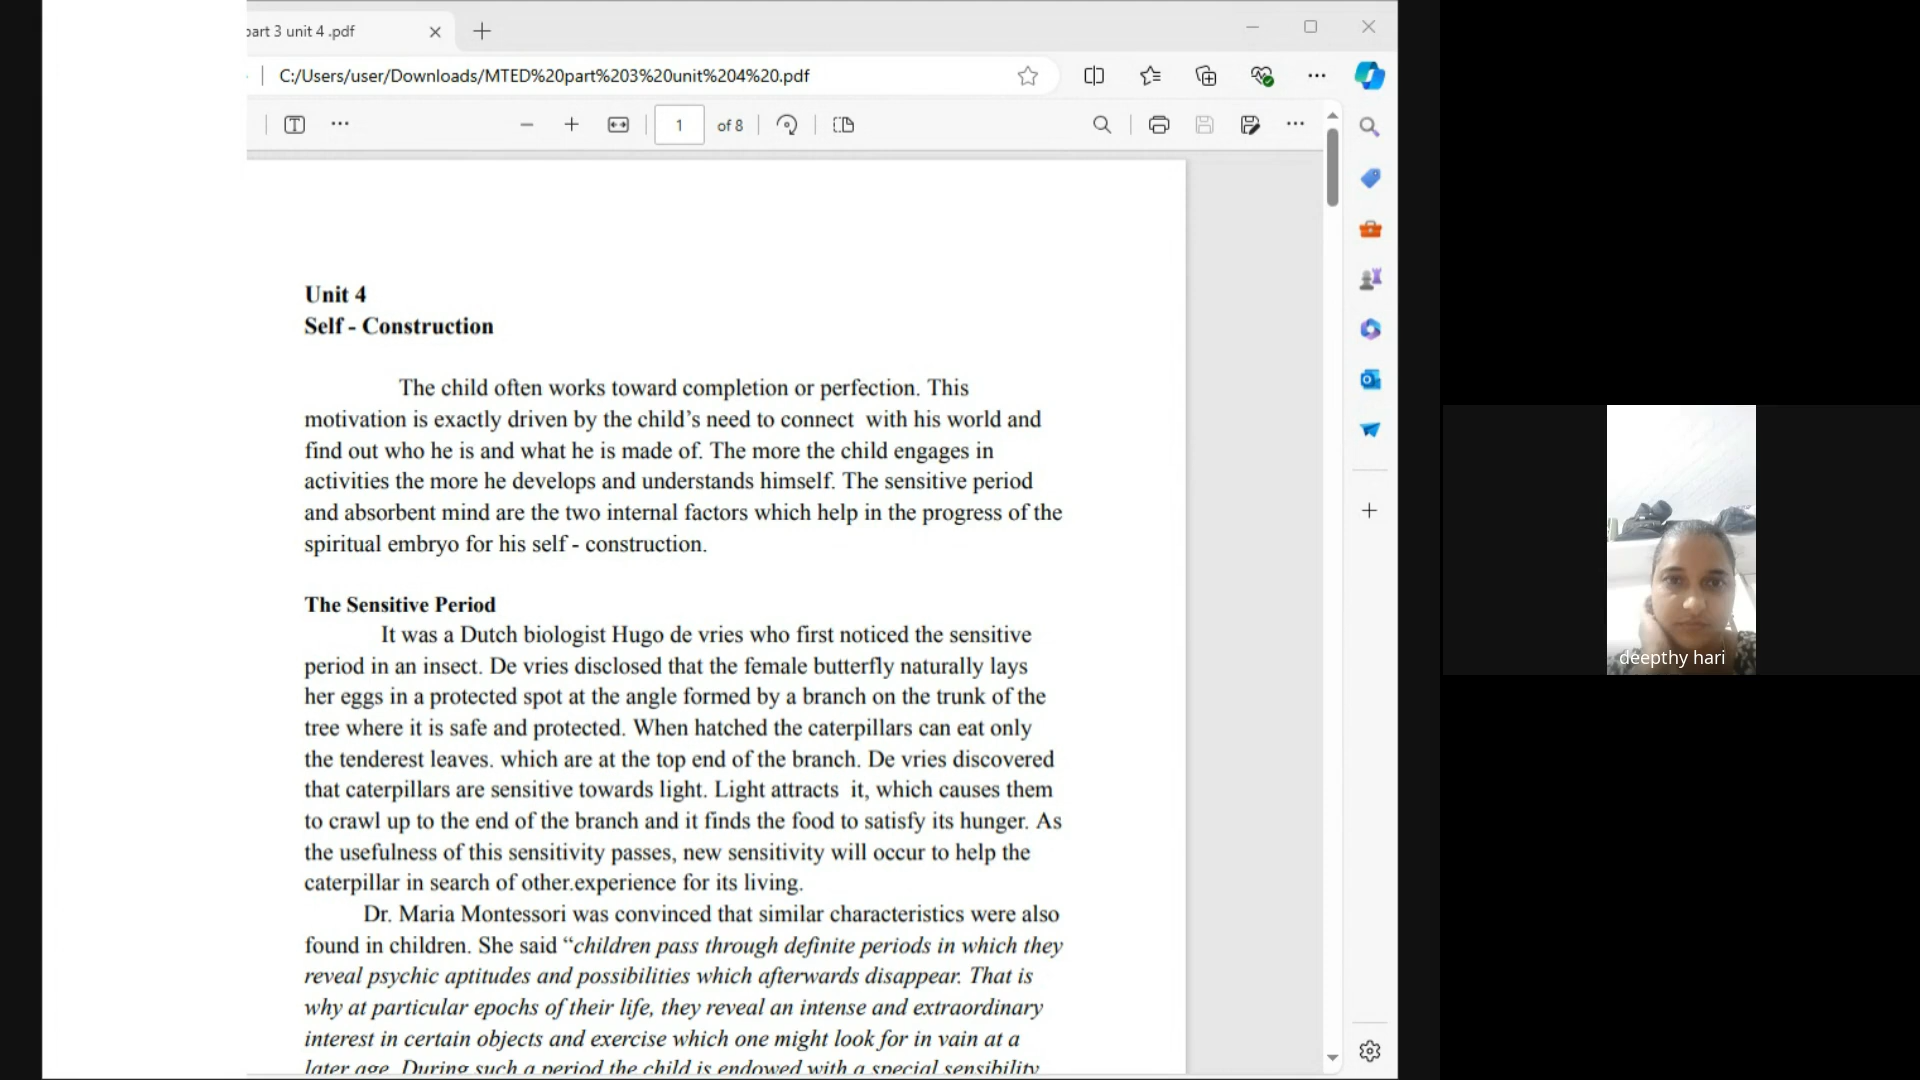 part 3 unit 4 .pdf
C:/Users/user/Downloads/MTED%20part%203%20unit%204%20.pdf
1 of 8
Unit 4
Self - Construction
The child often works toward completion or perfection. This
motivation is exactly driven by the child’s need to connect  with his world and
find out who he is and what he is made of. The more the child engages in
activities the more he develops and understands himself. The sensitive period
and absorbent mind are the two internal factors which help in the progress of the
spiritual embryo for his self - construction.
The Sensitive Period
It was a Dutch biologist Hugo de vries who first noticed the sensitive
period in an insect. De vries disclosed that the female butterfly naturally lays
her eggs in a protected spot at the angle formed by a branch on the trunk of the
tree where it is safe and protected. When hatched the caterpillars can eat only
the tenderest leaves. which are at the top end of the branch. De vries discovered
that caterpillars are sensitive towards light. Light attracts  it, which causes them
to crawl up to the end of the branch and it finds the food to satisfy its hunger. As
the usefulness of this sensitivity passes, new sensitivity will occur to help the
caterpillar in search of other.experience for its living.
Dr. Maria Montessori was convinced that similar characteristics were also
found in children. She said “children pass through definite periods in which they
reveal psychic aptitudes and possibilities which afterwards disappear. That is
why at particular epochs of their life, they reveal an intense and extraordinary
interest in certain objects and exercise which one might look for in vain at a
later age. During such a period the child is endowed with a special sensibility
deepthy hari